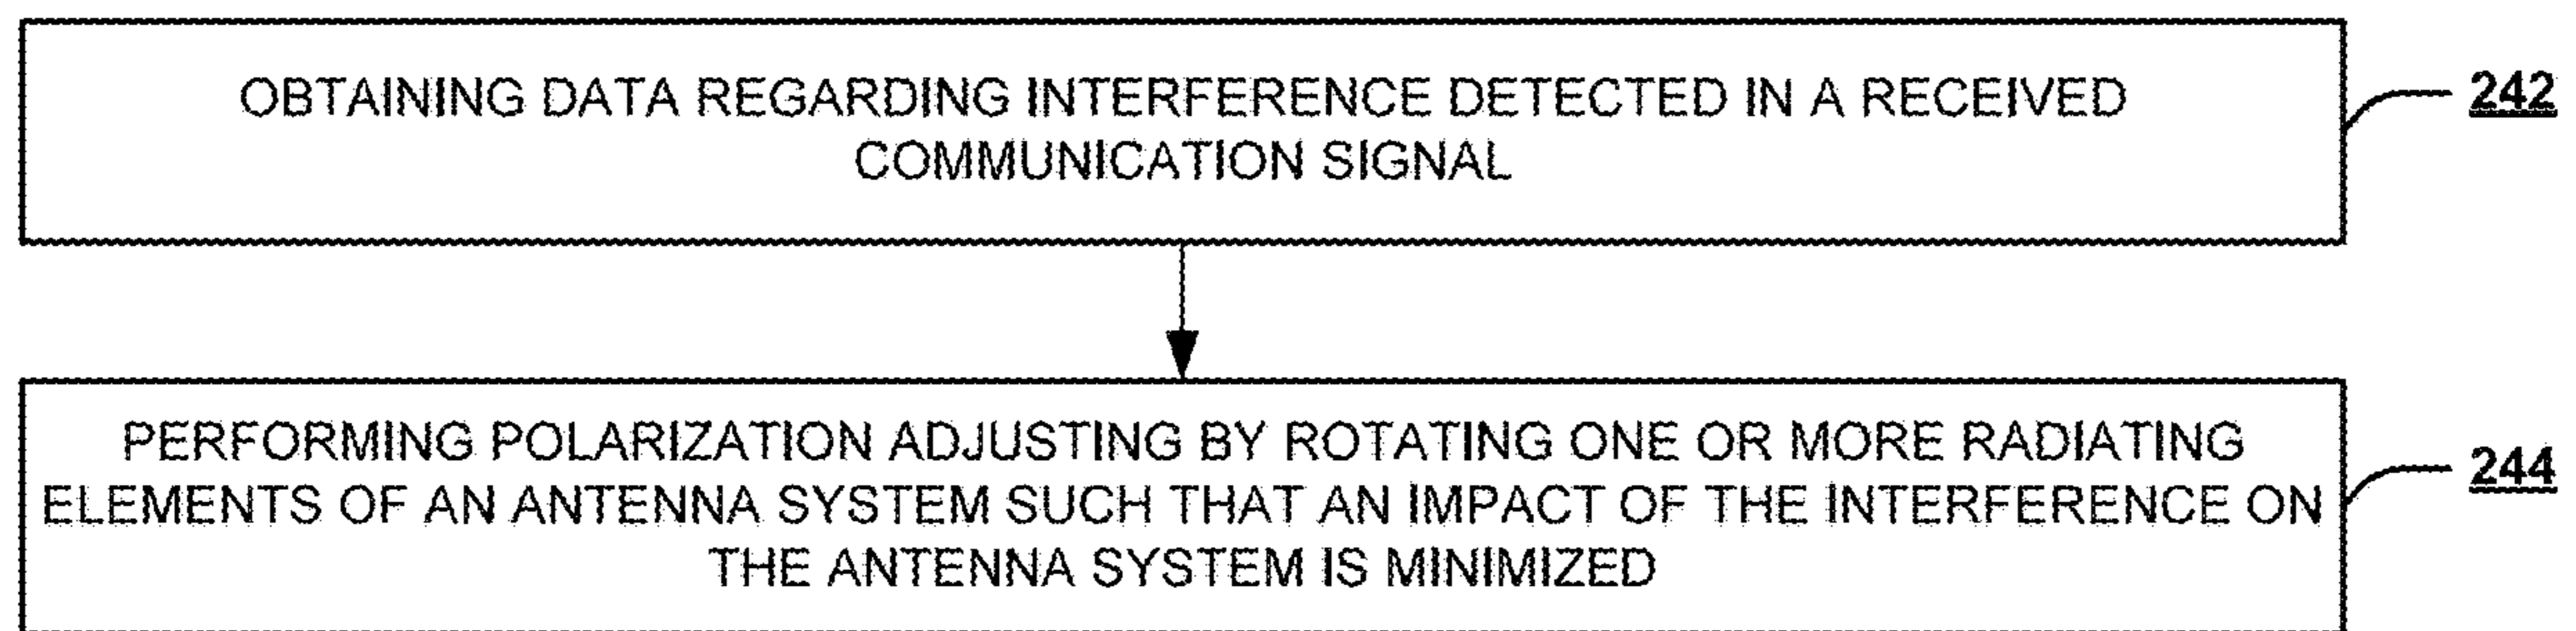 OBTAINING DATA REGARDING INTERFERENCE DETECTED IN A RECEIVED
COMMUNICATION SIGNAL
242
PERFORMING POLARIZATION ADJUSTING BY ROTATING ONE OR MORE RADIATING
ELEMENTS OF AN ANTENNA SYSTEM SUCH THAT AN IMPACT OF THE INTERFERENCE ON
THE ANTENNA SYSTEM IS MINIMIZED
244